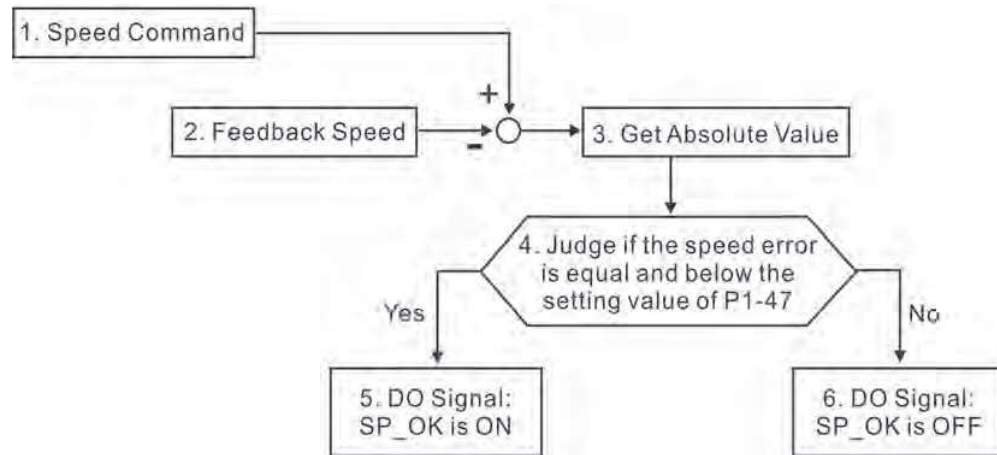 1. Speed Command
+
2. Feedback Speed
-
3. Get Absolute Value
4. Judge if the speed error
is equal and below the
setting value of P1-47
Yes
No
5. DO Signal:
SP_OK is ON
6. DO Signal:
SP_OK is OFF